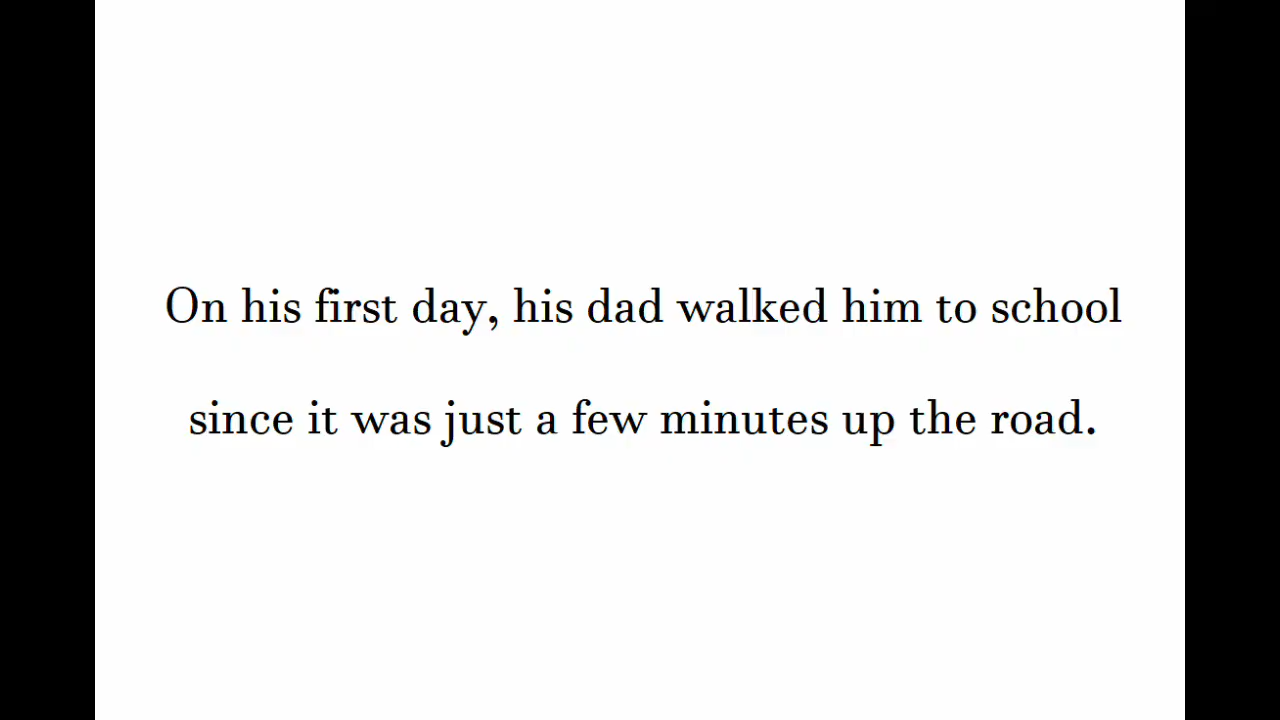 On his first day, his dad walked him to school
since it was just a few minutes up the road.